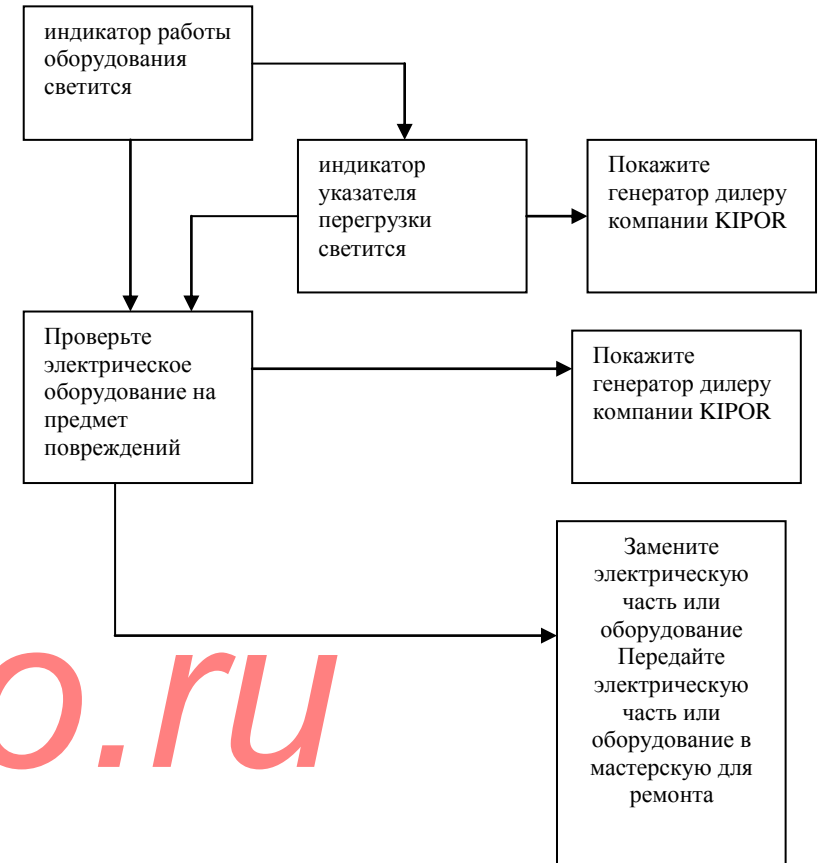 индикатор работы
оборудования
светится
индикатор
указателя
перегрузки
светится
Покажите
генератор дилеру
компании KIPOR
Проверьте
электрическое
оборудование на
предмет
повреждений
Покажите
генератор дилеру
компании KIPOR
Замените
электрическую
часть или
оборудование
Передайте
электрическую
часть или
оборудование в
мастерскую для
ремонта
o.ru